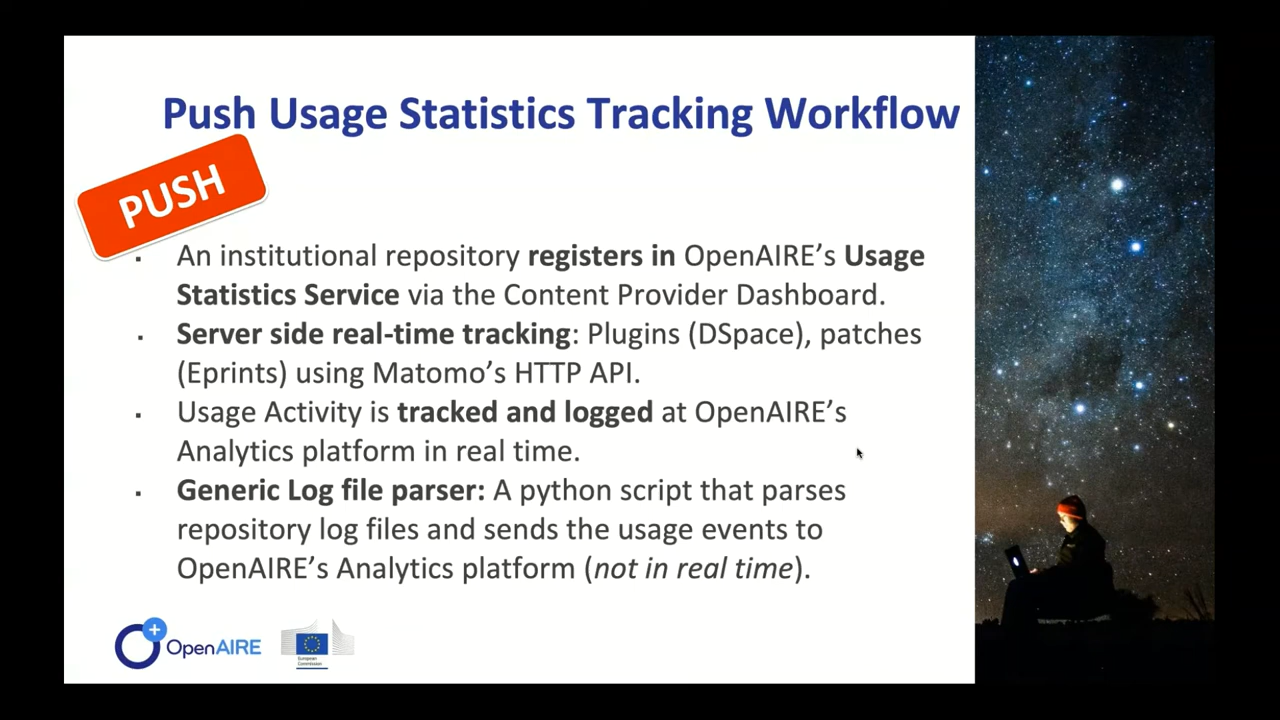 Push Usage Statistics Tracking Workflow
PUSH
▪ An institutional repository registers in OpenAIRE’s Usage
Statistics Service via the Content Provider Dashboard.
▪ Server side real-time tracking: Plugins (DSpace), patches
(Eprints) using Matomo’s HTTP API.
▪ Usage Activity is tracked and logged at OpenAIRE’s
Analytics platform in real time.
▪ Generic Log file parser: A python script that parses
repository log files and sends the usage events to
OpenAIRE’s Analytics platform (not in real time).
OpenAIRE
European
Commission